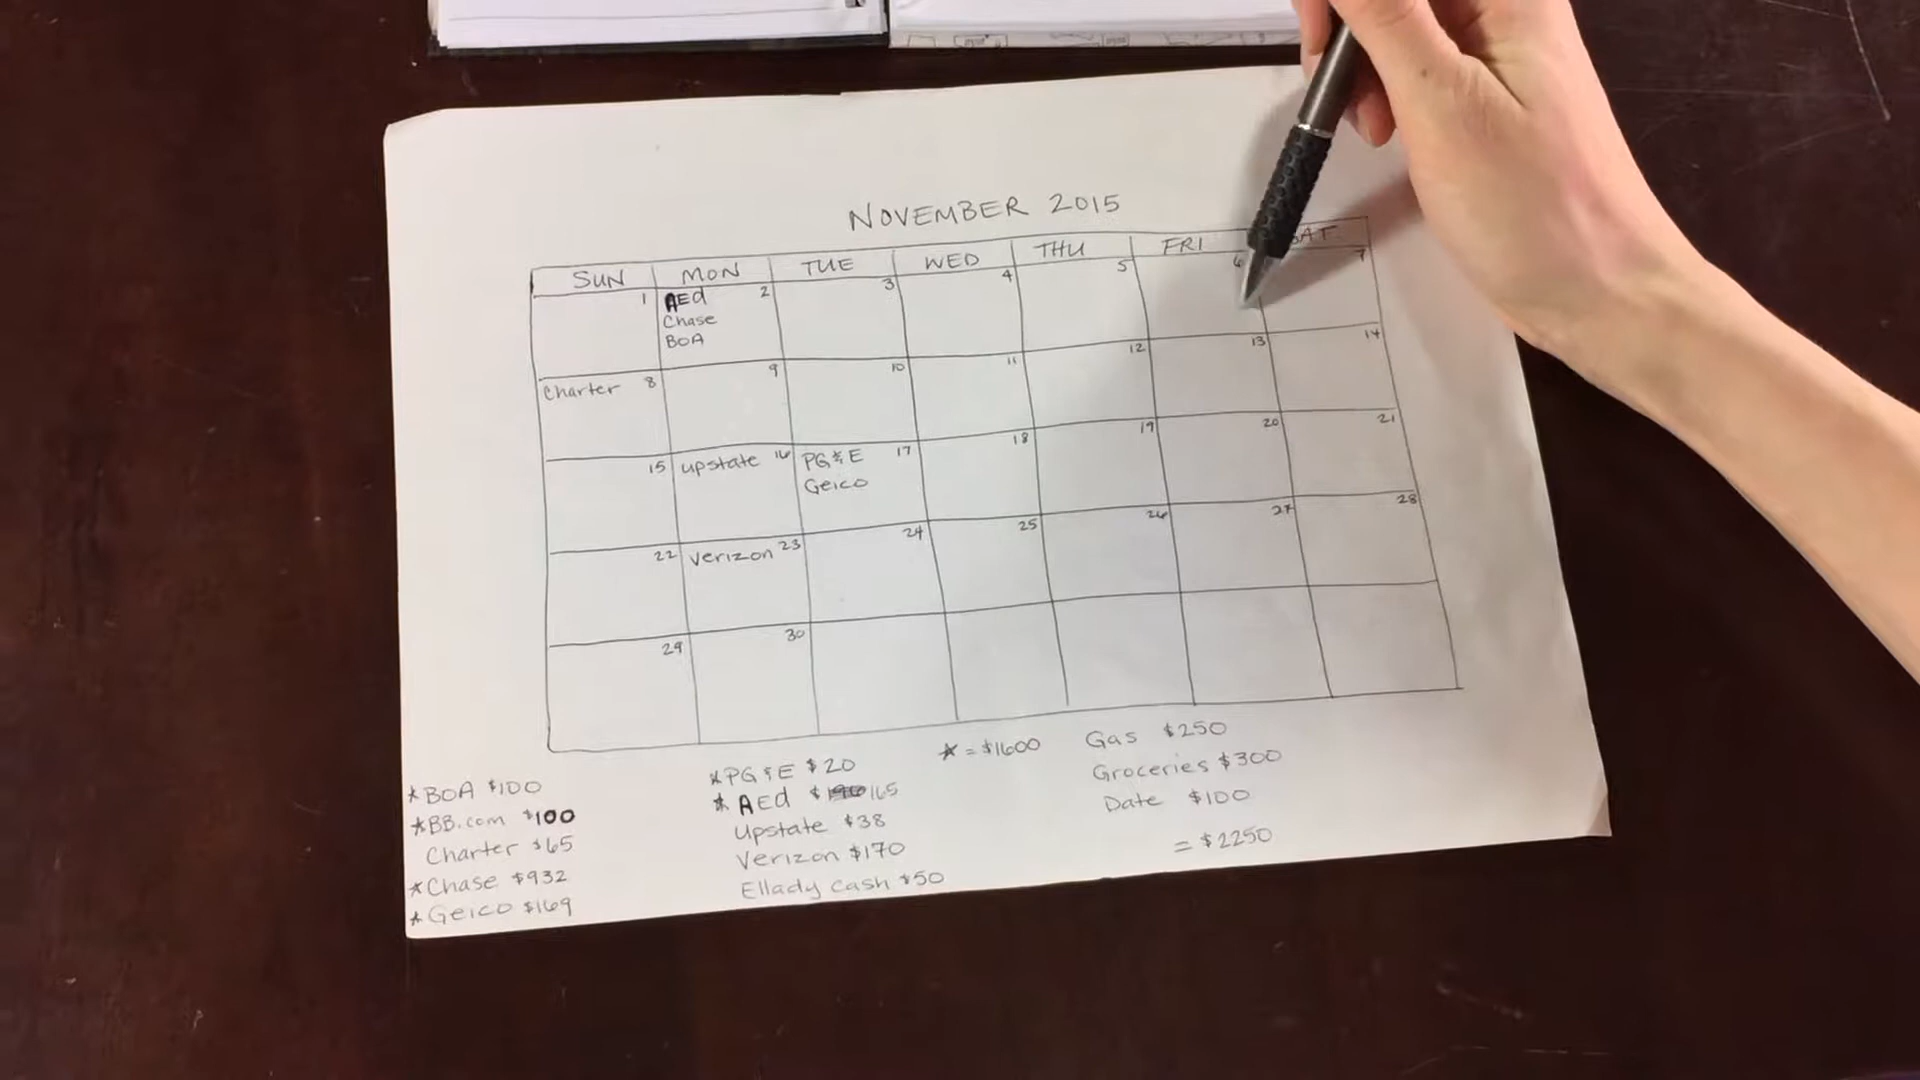 NOVEMBER 2015
SUN MON TUE WED THU FRI SAT
1 AEd 2 3 4 5 6 7
Chase
BOA
Charter 8 9 10 11 12 13 14
15 upstate 16 PG&E 17 18 19 20 21
Geico
22 verizon 23 24 25 26 27 28
29 30
*BOA $100
*BB.com $100
Charter $65
*Chase $932
*Geico $169
*PG&E $20
*AEd $165
Upstate $38
Verizon $170
Ellady cash $50
* = $1600
Gas $250
Groceries $300
Date $100
= $2250